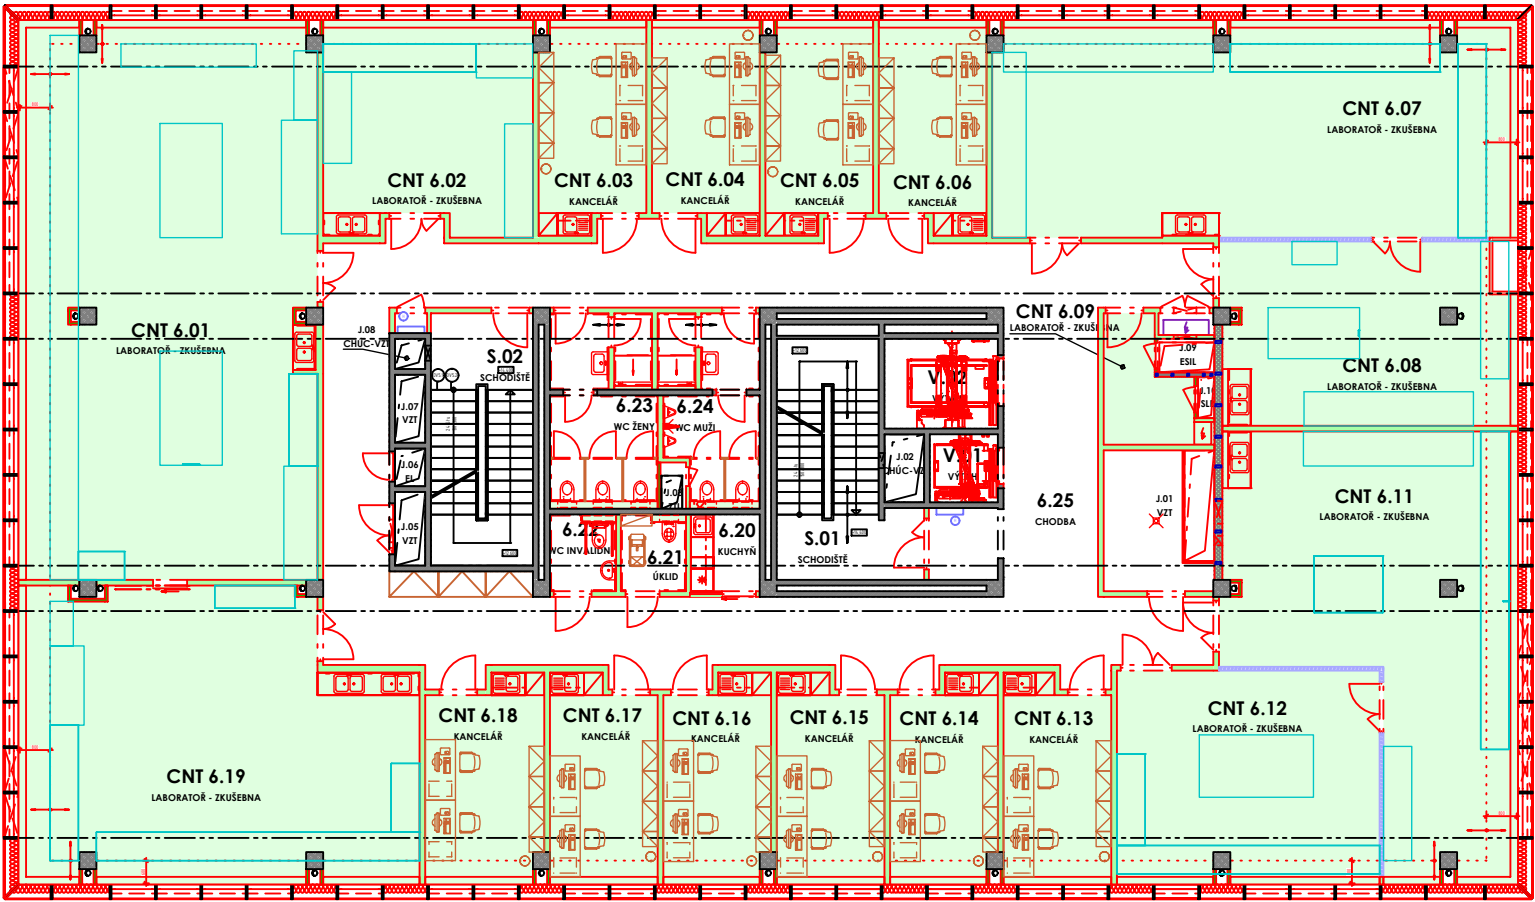 CNT 6.07
LABORATOŘ - ZKUŠEBNA
CNT 6.02
LABORATOŘ - ZKUŠEBNA
CNT 6.03
KANCELÁŘ
CNT 6.04
KANCELÁŘ
CNT 6.05
KANCELÁŘ
CNT 6.06
KANCELÁŘ
CNT 6.01
LABORATOŘ - ZKUŠEBNA
J.08
CHÚC-VZT
S.02
SCHODIŠTĚ
CNT 6.09
LABORATOŘ - ZKUŠEBNA
J.09
ESIL
CNT 6.08
LABORATOŘ - ZKUŠEBNA
J.07
VZT
6.23
WC ŽENY
6.24
WC MUŽI
J.06
J.02
6.25
CHODBA
J.01
VZT
CNT 6.11
LABORATOŘ - ZKUŠEBNA
J.05
VZT
6.22
WC INVALIDN
6.21
ÚKLID
6.20
KUCHYŇ
S.01
SCHODIŠTĚ
CNT 6.18
KANCELÁŘ
CNT 6.17
KANCELÁŘ
CNT 6.16
KANCELÁŘ
CNT 6.15
KANCELÁŘ
CNT 6.14
KANCELÁŘ
CNT 6.13
KANCELÁŘ
CNT 6.12
LABORATOŘ - ZKUŠEBNA
CNT 6.19
LABORATOŘ - ZKUŠEBNA